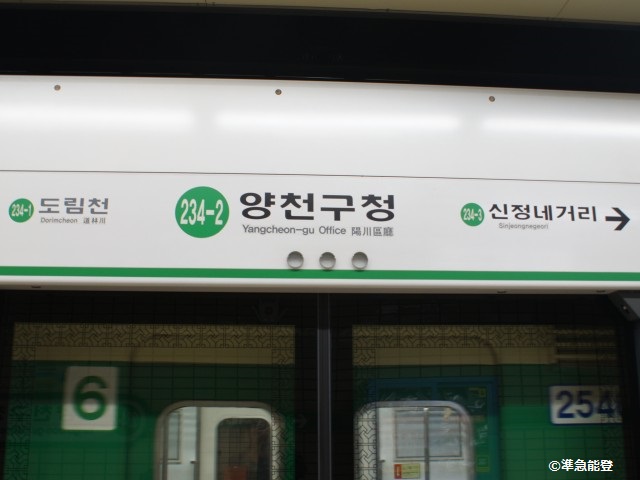 234-1 도림천
Dorimcheon 道林川
234-2 양천구청
Yangcheon-gu Office 陽川區廳
234-3 신정네거리 →
Sinjeongnegeori
6
254
©準急能登